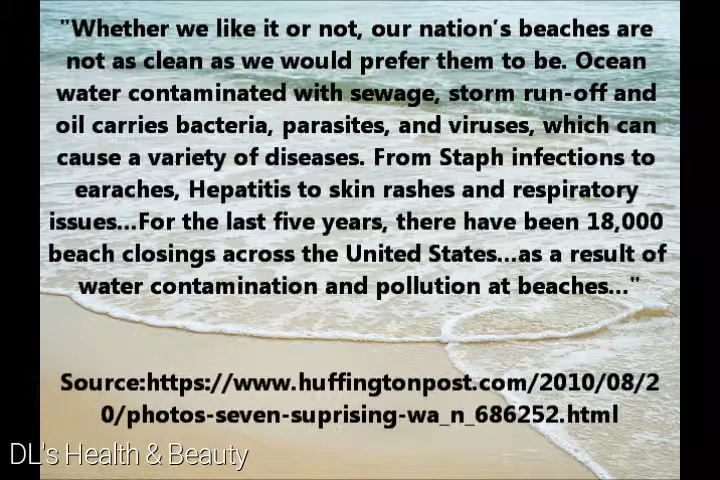 "Whether we like it or not, our nation's beaches are
not as clean as we would prefer them to be. Ocean
water contaminated with sewage, storm run-off and
oil carries bacteria, parasites, and viruses, which can
cause a variety of diseases. From Staph infections to
earaches, Hepatitis to skin rashes and respiratory
issues...For the last five years, there have been 18,000
beach closings across the United States...as a result of
water contamination and pollution at beaches..."
Source:https://www.huffingtonpost.com/2010/08/2
0/photos-seven-suprising-wa_n_686252.html
DL's Health & Beauty